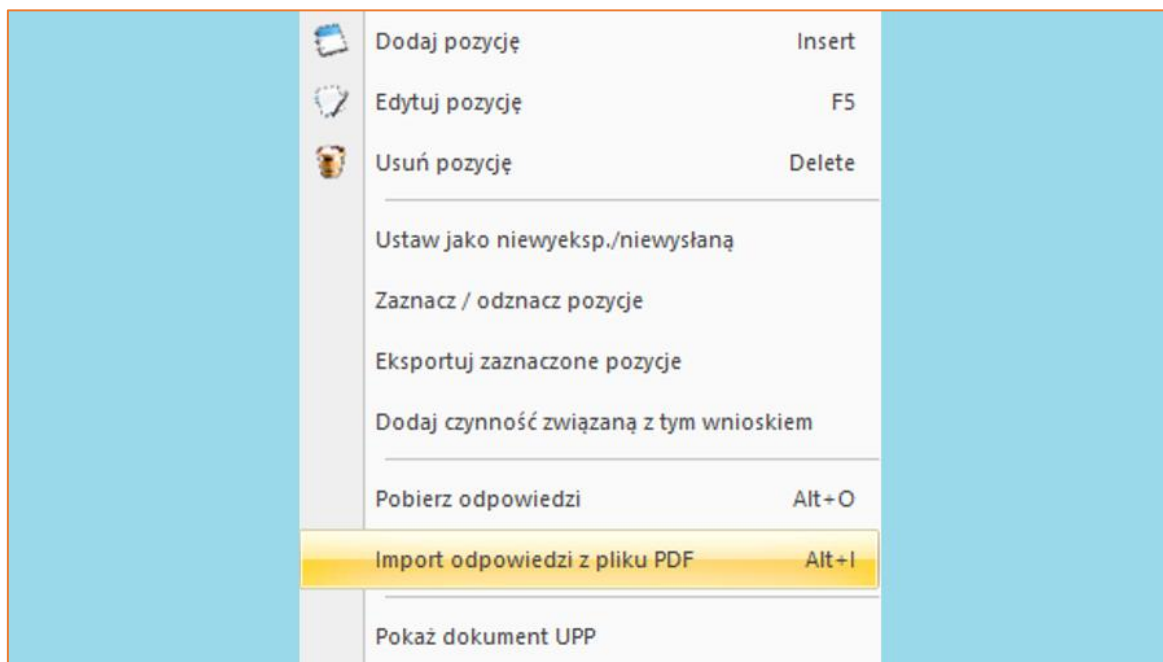 Dodaj pozycję Insert
Edytuj pozycję F5
Usuń pozycję Delete
Ustaw jako niewyeksp./niewysłaną
Zaznacz / odznacz pozycje
Eksportuj zaznaczone pozycje
Dodaj czynność związaną z tym wnioskiem
Pobierz odpowiedzi Alt+O
Import odpowiedzi z pliku PDF Alt+I
Pokaż dokument UPP